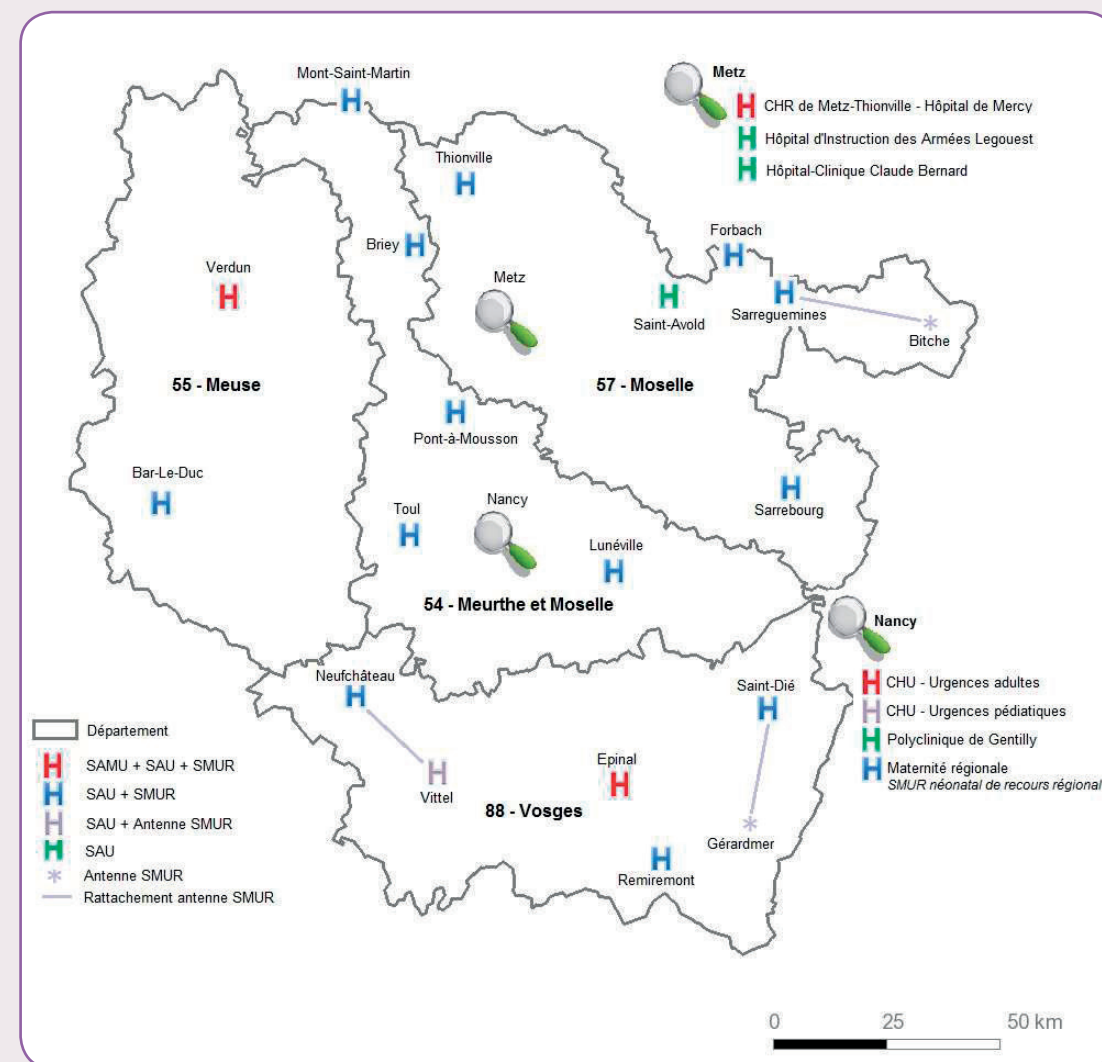 Mont-Saint-Martin
Metz
CHR de Metz-Thionville - Hôpital de Mercy
Hôpital d'Instruction des Armées Legouest
Hôpital-Clinique Claude Bernard
Thionville
Forbach
Briey
Verdun
Metz
Saint-Avold
Sarreguemines
Bitche
55 - Meuse
57 - Moselle
Pont-à-Mousson
Bar-Le-Duc
Sarrebourg
Toul
Nancy
Lunéville
54 - Meurthe et Moselle
Nancy
CHU - Urgences adultes
CHU - Urgences pédiatiques
Polyclinique de Gentilly
Maternité régionale
SMUR néonatal de recours régional
Neufchâteau
Saint-Dié
Vittel
Epinal
88 - Vosges
Gérardmer
Remiremont
Département
SAMU + SAU + SMUR
SAU + SMUR
SAU + Antenne SMUR
SAU
Antenne SMUR
Rattachement antenne SMUR
0 25 50 km